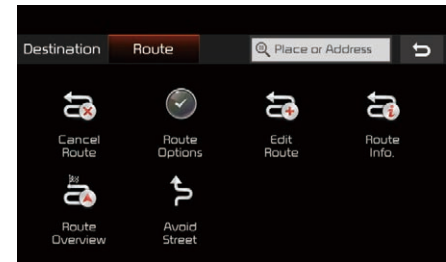 Destination
Route
Place or Address
Cancel
Route
Route
Options
Edit
Route
Route
Info.
Route
Overview
Avoid
Street